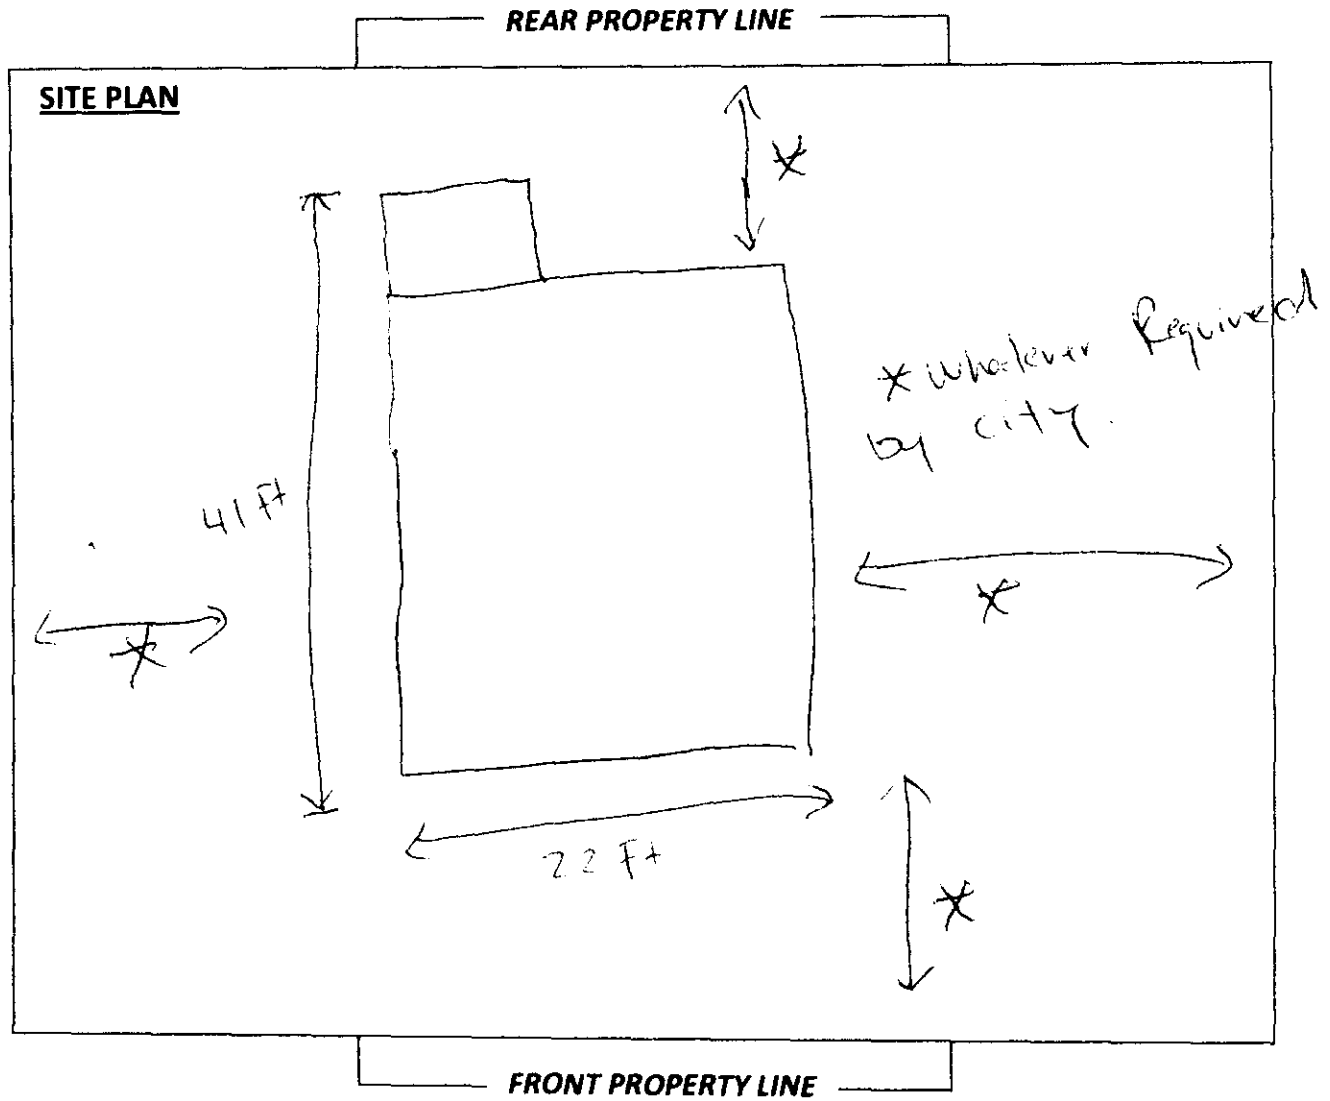 REAR PROPERTY LINE
SITE PLAN
*
* Whatever Required
by city.
41 Ft
*
*
22 Ft
*
FRONT PROPERTY LINE